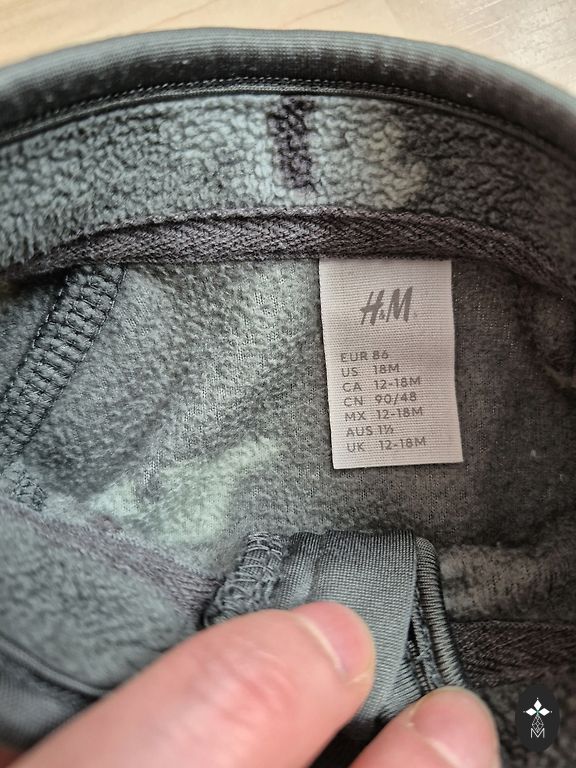 H&M
EUR 86
US 18M
CA 12-18M
CN 90/48
MX 12-18M
AUS 1½
UK 12-18M
M